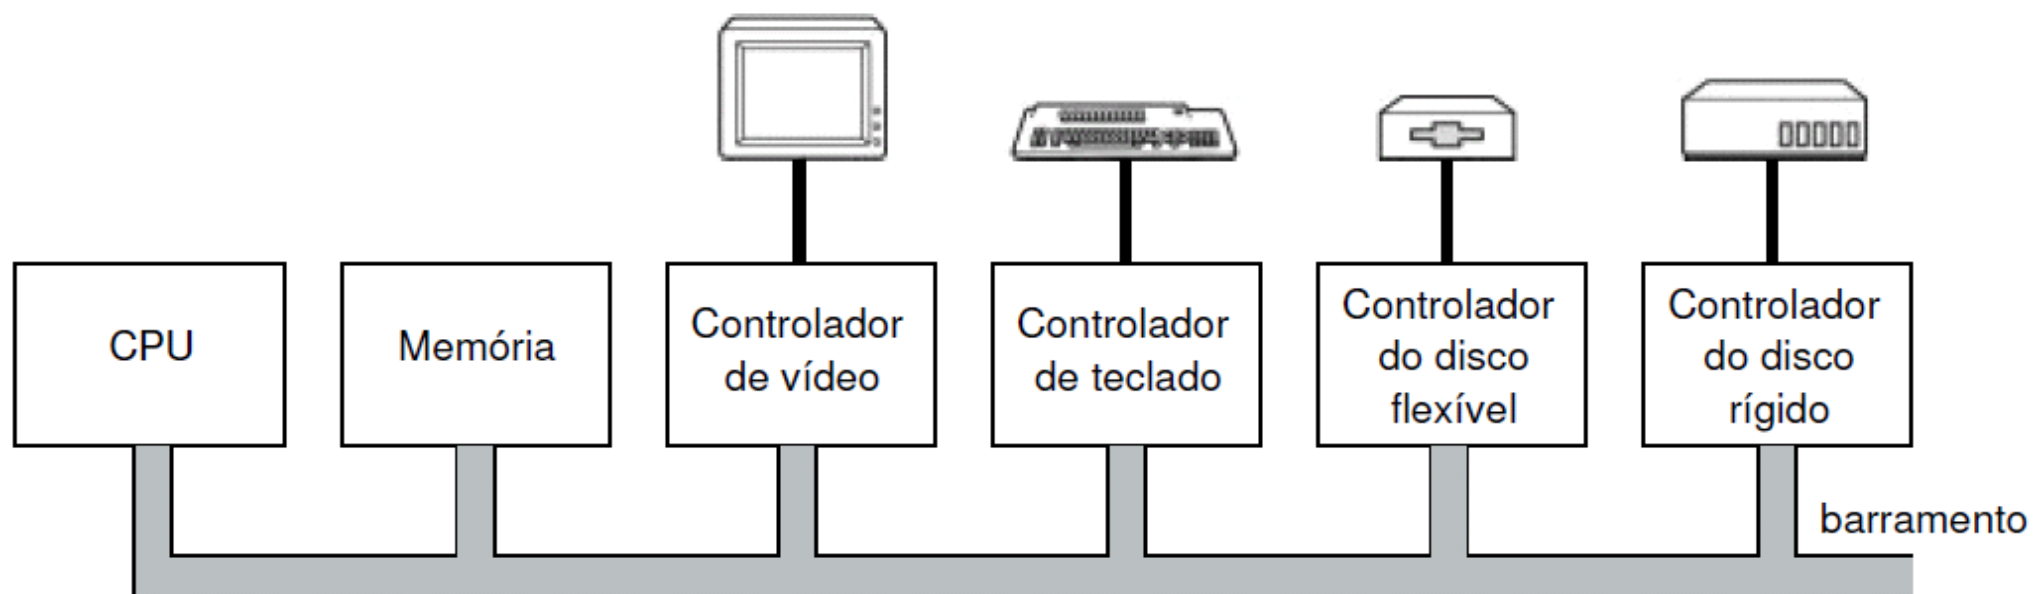 CPU
Memória
Controlador
de vídeo
Controlador
de teclado
Controlador
do disco
flexível
Controlador
do disco
rígido
barramento